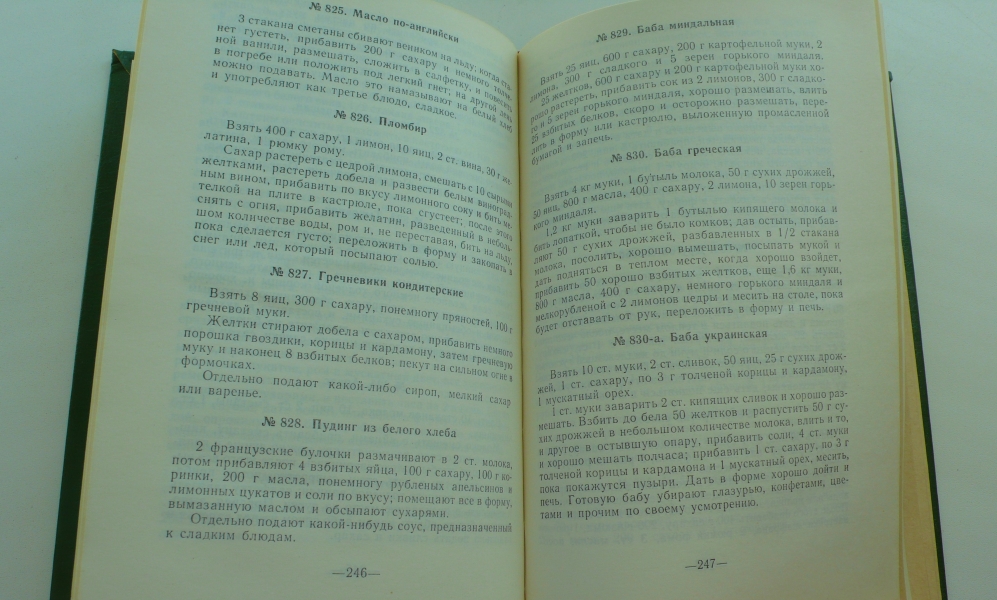 № 825. Масло по-английски
3 стакана сметаны сбивают веником на льду; когда ста-
нет густеть, прибавить 200 г сахару и немного толче-
ной ванили, размешать, сложить в салфетку, и повесить
в погребе или положить под легкий гнет; на другой день
можно подавать. Масло это намазывают на белый хлеб
и употребляют как третье блюдо, сладкое.
№ 826. Пломбир
Взять 400 г сахару, 1 лимон, 10 яиц, 2 ст. вина, 30 г же-
латина, 1 рюмку рому.
Сахар растереть с цедрой лимона, смешать с 10 сырыми
желтками, растереть добела и развести белым виноград-
ным вином, прибавить по вкусу лимонного соку и бить ме-
телкой на плите в кастрюле, пока сгустеет; после этого
снять с огня, прибавить желатин, разведенный в неболь-
шом количестве воды, ром и, не переставая, бить на льду,
пока сделается густо; переложить в форму и закопать в
снег или лед, который посыпают солью.
№ 827. Гречневики кондитерские
Взять 8 яиц, 300 г сахару, понемногу пряностей, 100 г
гречневой муки.
Желтки стирают добела с сахаром, прибавить немного
порошка гвоздики, корицы и кардамону, затем гречневую
муку и наконец 8 взбитых белков; пекут на сильном огне в
формочках.
Отдельно подают какой-либо сироп, мелкий сахар
или варенье.
№ 828. Пудинг из белого хлеба
2 французские булочки размачивают в 2 ст. молока,
потом прибавляют 4 взбитых яйца, 100 г сахару, 100 г ко-
ринки, 200 г масла, понемногу рубленых апельсинов и
лимонных цукатов и соли по вкусу; помещают все в форму,
вымазанную маслом и обсыпают сухарями.
Отдельно подают какой-нибудь соус, предназначенный
к сладким блюдам.
—246—
№ 829. Баба миндальная
Взять 25 яиц, 600 г сахару, 200 г картофельной муки, 2
лимона, 300 г сладкого и 5 зерен горького миндаля.
25 желтков, 600 г сахару и 200 г картофельной муки хо-
рошо растереть, прибавить сок из 2 лимонов, 300 г сладко-
го и 5 зерен горького миндаля, хорошо размешать, влить
25 взбитых белков, скоро и осторожно размешать, пере-
лить в форму или кастрюлю, выложенную промасленной
бумагой и запечь.
№ 830. Баба греческая
Взять 4 кг муки, 1 бутыль молока, 50 г сухих дрожжей,
50 яиц, 800 г масла, 400 г сахару, 2 лимона, 10 зерен горь-
кого миндаля.
1,2 кг муки заварить 1 бутылью кипящего молока и
бить лопаткой, чтобы не было комков; дав остыть, прибав-
ляют 50 г сухих дрожжей, разбавленных в 1/2 стакана
молока, посолить, хорошо вымешать, посыпать мукой и
дать подняться в теплом месте, когда хорошо взойдет,
прибавить 50 хорошо взбитых желтков, еще 1,6 кг муки,
800 г масла, 400 г сахару, немного горького миндаля и
мелкорубленой с 2 лимонов цедры и месить на столе, пока
будет отставать от рук, переложить в форму и печь.
№ 830-а. Баба украинская
Взять 10 ст. муки, 2 ст. сливок, 50 яиц, 25 г сухих дрож-
жей, 1 ст. сахару, по 3 г толченой корицы и кардамону,
1 мускатный орех.
1 ст. муки заварить 2 ст. кипящих сливок и хорошо раз-
мешать. Взбить до бела 50 желтков и распустить 50 г су-
хих дрожжей в небольшом количестве молока, влить и то,
и другое в остывшую опару, прибавить соли, 4 ст. муки
и хорошо мешать полчаса; прибавить 1 ст. сахару, по 3 г
толченой корицы и кардамона и 1 мускатный орех, месить,
пока покажутся пузыри. Дать в форме хорошо дойти и
печь. Готовую бабу убирают глазурью, конфетами, цве-
тами и прочим по своему усмотрению.
—247—